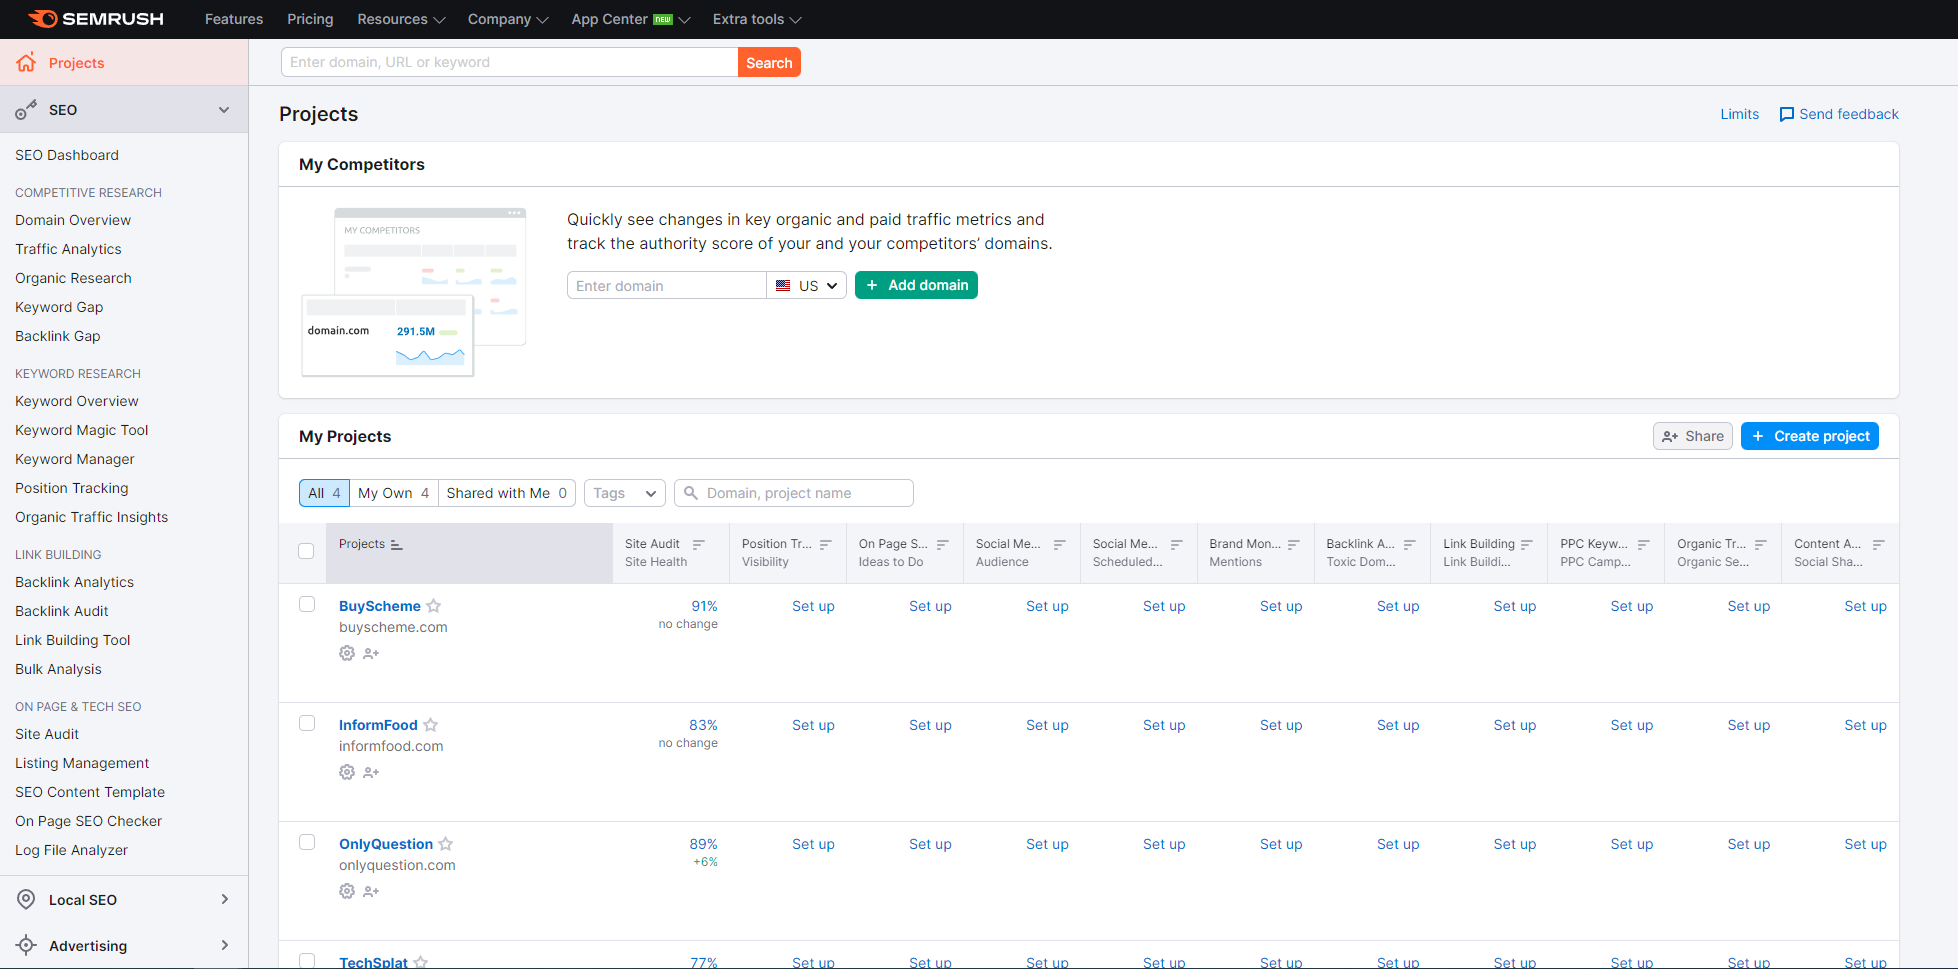 SEMRUSH
Features Pricing Resources Company App Center NEW Extra tools
Projects
SEO
SEO Dashboard
COMPETITIVE RESEARCH
Domain Overview
Traffic Analytics
Organic Research
Keyword Gap
Backlink Gap
KEYWORD RESEARCH
Keyword Overview
Keyword Magic Tool
Keyword Manager
Position Tracking
Organic Traffic Insights
LINK BUILDING
Backlink Analytics
Backlink Audit
Link Building Tool
Bulk Analysis
ON PAGE & TECH SEO
Site Audit
Listing Management
SEO Content Template
On Page SEO Checker
Log File Analyzer
Local SEO
Advertising
Enter domain, URL or keyword Search
Projects Limits Send feedback
My Competitors
MY COMPETITORS
domain.com 291.5M
Quickly see changes in key organic and paid traffic metrics and
track the authority score of your and your competitors’ domains.
Enter domain US + Add domain
My Projects Share + Create project
All 4 My Own 4 Shared with Me 0 Tags Domain, project name
Projects Site Audit Position Tr... On Page S... Social Me... Social Me... Brand Mon... Backlink A... Link Building PPC Keyw... Organic Tr... Content A...
Site Health Visibility Ideas to Do Audience Scheduled... Mentions Toxic Dom... Link Buildi... PPC Camp... Organic Se... Social Sha...
BuyScheme 91% Set up Set up Set up Set up Set up Set up Set up Set up Set up Set up
buyscheme.com no change
InformFood 83% Set up Set up Set up Set up Set up Set up Set up Set up Set up Set up
informfood.com no change
OnlyQuestion 89% Set up Set up Set up Set up Set up Set up Set up Set up Set up Set up
onlyquestion.com +6%
TechSplat 77% Set up Set up Set up Set up Set up Set up Set up Set up Set up Set up